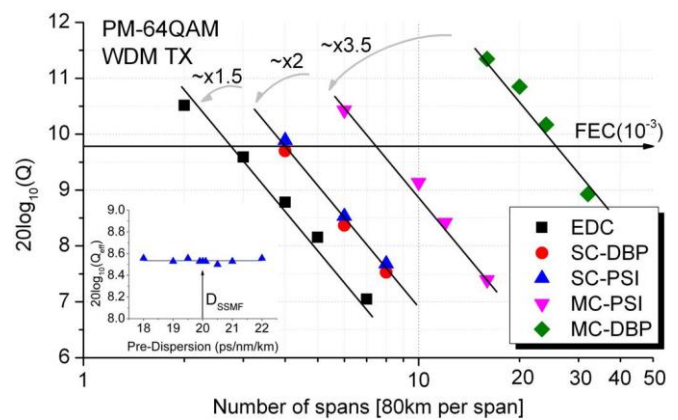 PM-64QAM
WDM TX
~x1.5
~x2
~x3.5
FEC(10-3)
20log10(Q)
12
11
10
9
8
7
6
EDC
SC-DBP
SC-PSI
MC-PSI
MC-DBP
20log10(Qeff)
9.0
8.8
8.6
8.4
8.2
8.0
DSSMF
18 19 20 21 22
Pre-Dispersion (ps/nm/km)
1 10 20 30 40 50
Number of spans [80km per span]